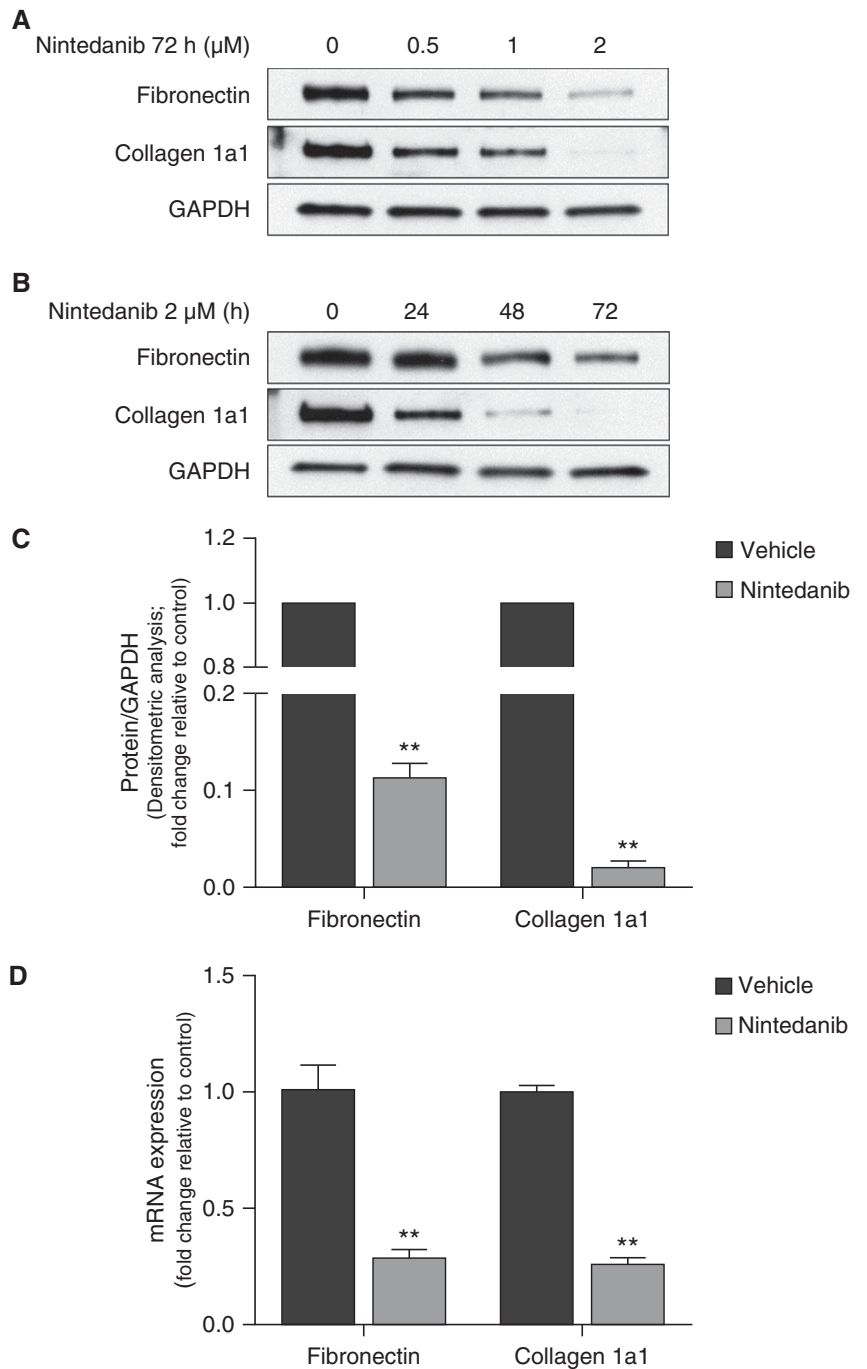 A
Nintedanib 72 h (µM) 0 0.5 1 2
Fibronectin
Collagen 1a1
GAPDH
B
Nintedanib 2 µM (h) 0 24 48 72
Fibronectin
Collagen 1a1
GAPDH
C
Protein/GAPDH
(Densitometric analysis;
fold change relative to control)
1.2
1.0
0.8
0.2
0.1
0.0
**
**
Fibronectin Collagen 1a1
Vehicle
Nintedanib
D
mRNA expression
(fold change relative to control)
1.5
1.0
0.5
0.0
**
**
Fibronectin Collagen 1a1
Vehicle
Nintedanib